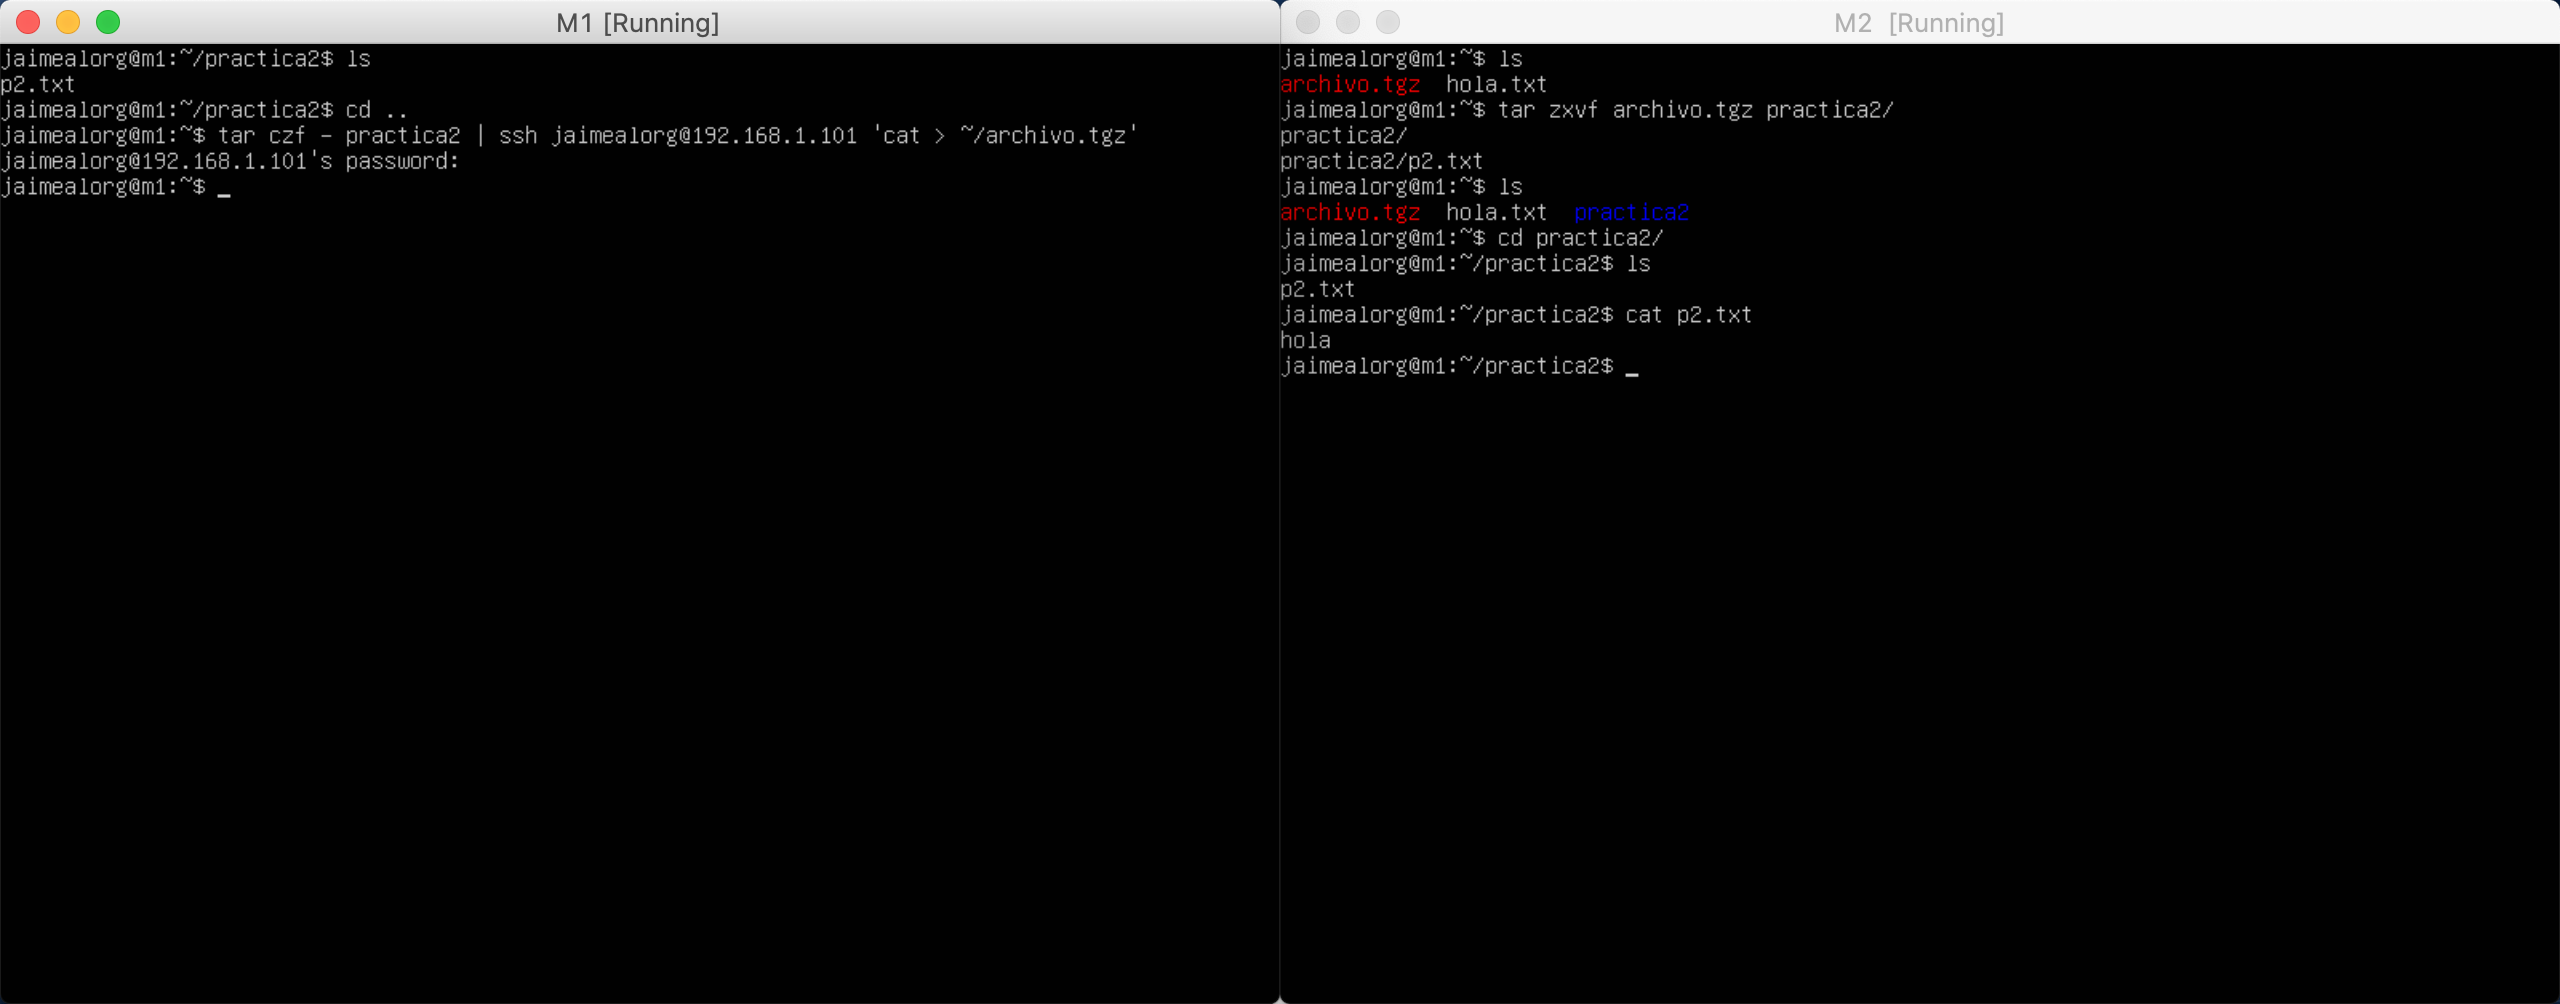 M1 [Running]
jaimealorg@m1:~/practica2$ ls
p2.txt
jaimealorg@m1:~/practica2$ cd ..
jaimealorg@m1:~$ tar czf - practica2 | ssh jaimealorg@192.168.1.101 'cat > ~/archivo.tgz'
jaimealorg@192.168.1.101's password:
jaimealorg@m1:~$ _
M2 [Running]
jaimealorg@m1:~$ ls
archivo.tgz hola.txt
jaimealorg@m1:~$ tar zxvf archivo.tgz practica2/
practica2/
practica2/p2.txt
jaimealorg@m1:~$ ls
archivo.tgz hola.txt practica2
jaimealorg@m1:~$ cd practica2/
jaimealorg@m1:~/practica2$ ls
p2.txt
jaimealorg@m1:~/practica2$ cat p2.txt
hola
jaimealorg@m1:~/practica2$ _